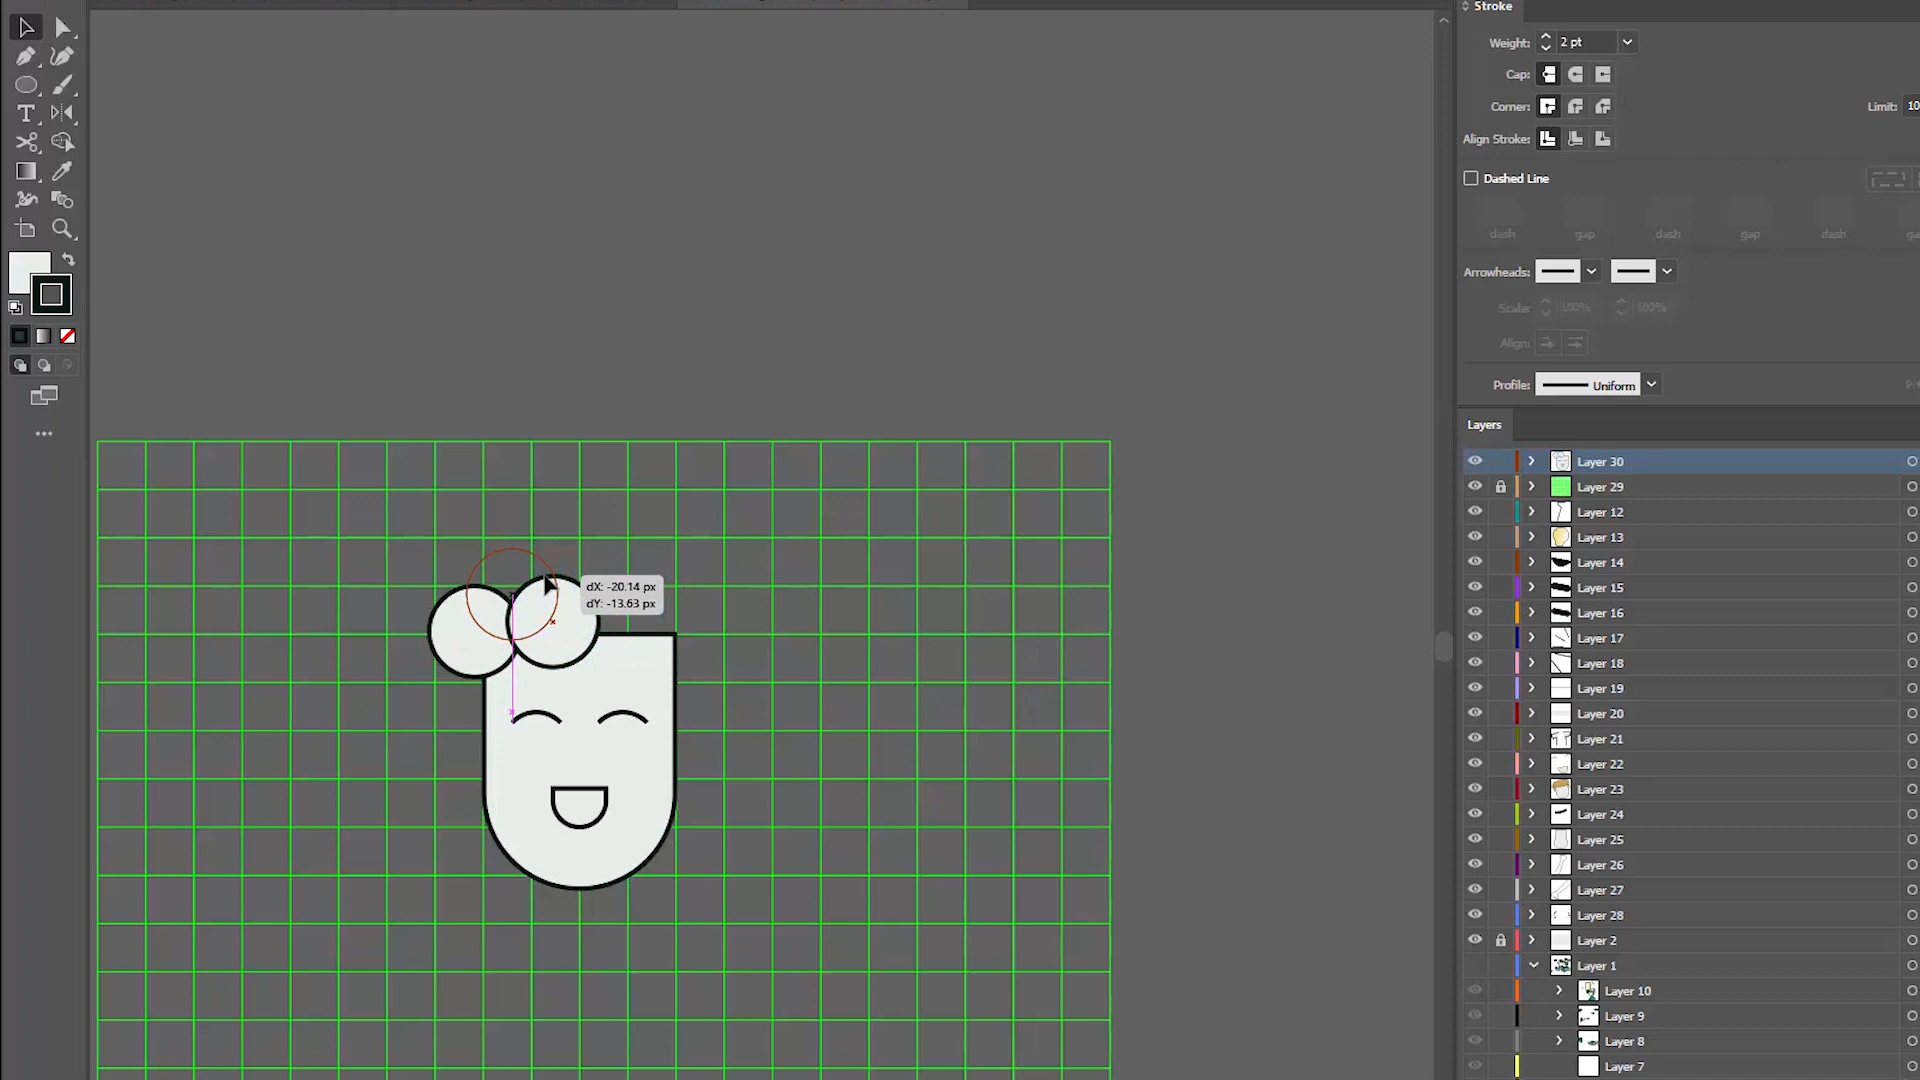 Stroke
Weight: 2 pt
Cap:
Corner:
Limit: 10
Align Stroke:
Dashed Line
dash gap dash gap dash
Arrowheads:
Scale: 100% 100%
Align:
Profile: Uniform
Layers
Layer 30
Layer 29
Layer 12
Layer 13
Layer 14
Layer 15
Layer 16
Layer 17
Layer 18
Layer 19
Layer 20
Layer 21
Layer 22
Layer 23
Layer 24
Layer 25
Layer 26
Layer 27
Layer 28
Layer 2
Layer 1
Layer 10
Layer 9
Layer 8
Layer 7
dX: -20.14 px
dY: -13.63 px